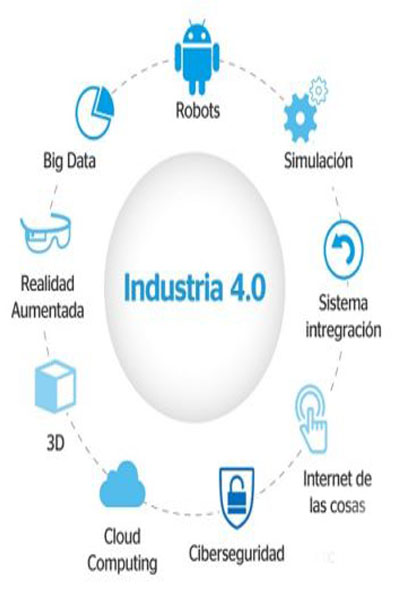 Robots
Big Data
Simulación
Realidad
Aumentada
Industria 4.0
Sistema
intregración
3D
Internet de
las cosas
Cloud
Computing
Ciberseguridad